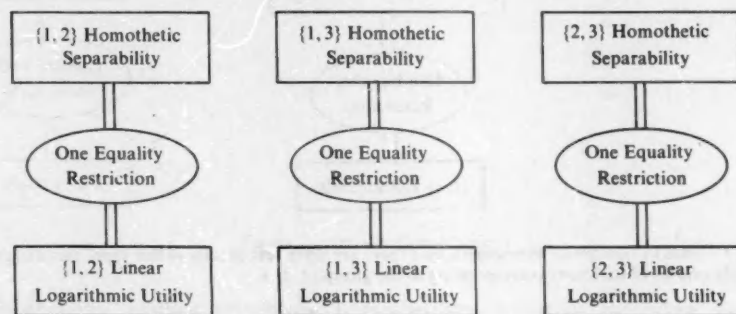 {1, 2} Homothetic
Separability
{1, 3} Homothetic
Separability
{2, 3} Homothetic
Separability
One Equality
Restriction
One Equality
Restriction
One Equality
Restriction
{1, 2} Linear
Logarithmic Utility
{1, 3} Linear
Logarithmic Utility
{2, 3} Linear
Logarithmic Utility